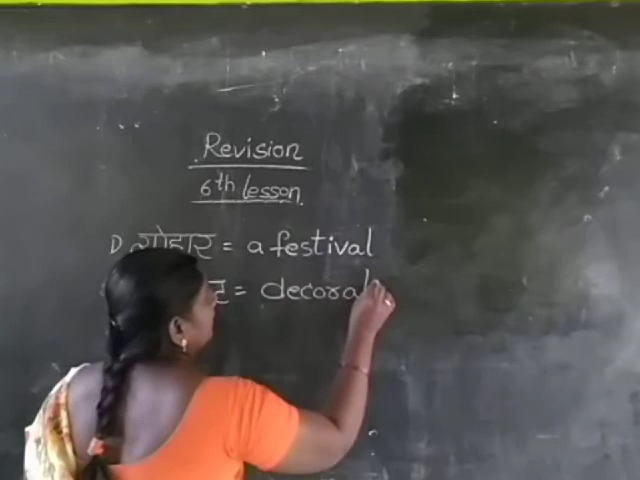 Revision
6th lesson
1) त्योहार = a festival
= decorat